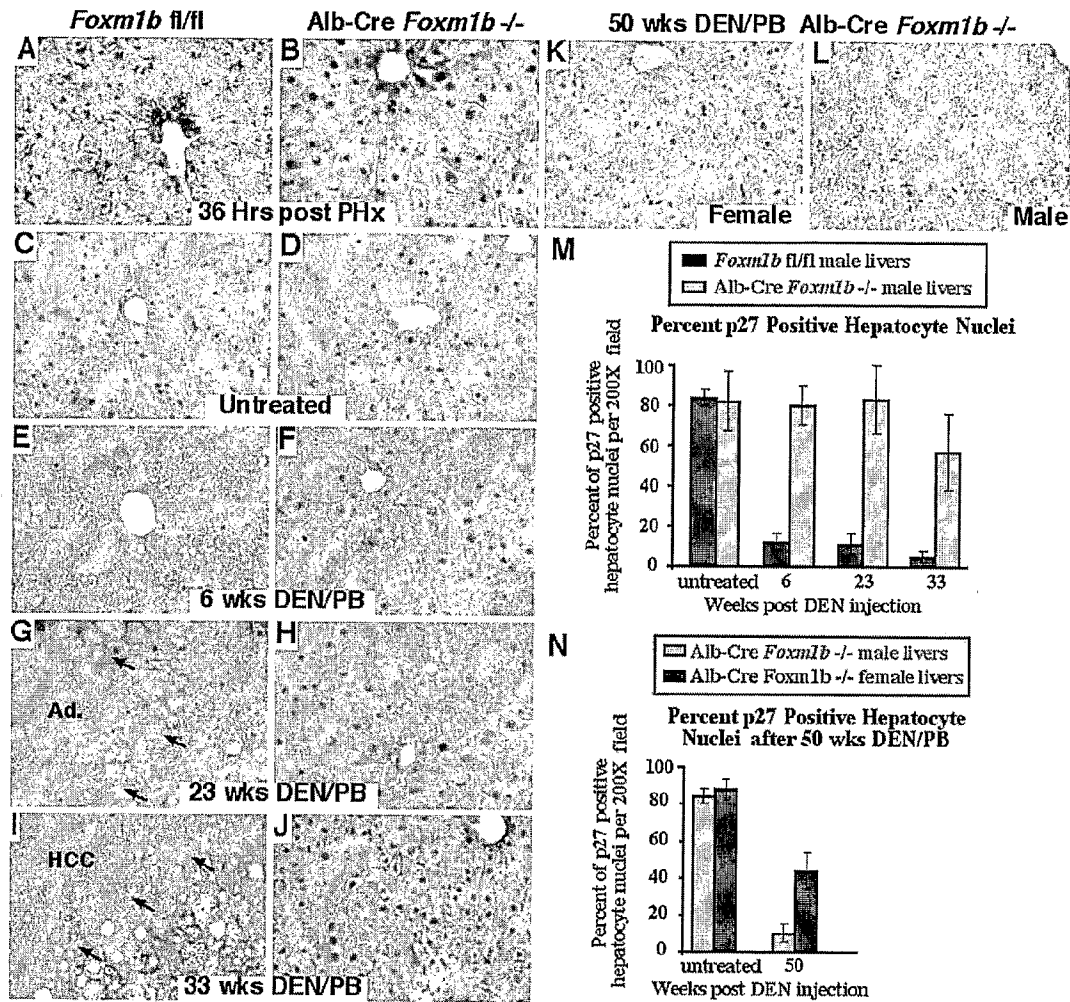 Foxm1b fl/fl
Alb-Cre Foxm1b -/-
50 wks DEN/PB Alb-Cre Foxm1b -/-
A
B
K
L
36 Hrs post PHx
Female
Male
C
D
Untreated
E
F
6 wks DEN/PB
G
H
Ad.
23 wks DEN/PB
I
J
HCC
33 wks DEN/PB
M
Foxm1b fl/fl male livers
Alb-Cre Foxm1b -/- male livers
Percent p27 Positive Hepatocyte Nuclei
Percent of p27 positive
hepatocyte nuclei per 200X field
100
80
60
40
20
0
untreated 6 23 33
Weeks post DEN injection
N
Alb-Cre Foxm1b -/- male livers
Alb-Cre Foxm1b -/- female livers
Percent p27 Positive Hepatocyte
Nuclei after 50 wks DEN/PB
Percent of p27 positive
hepatocyte nuclei per 200X field
100
80
60
40
20
0
untreated 50
Weeks post DEN injection